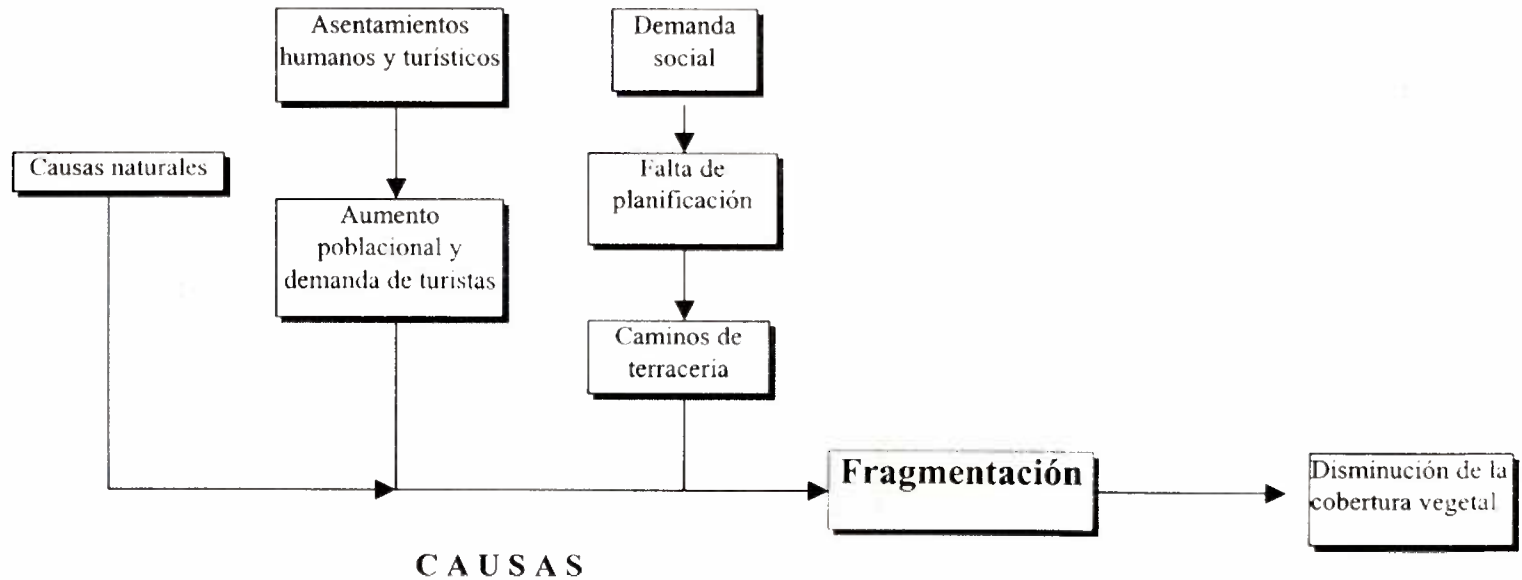 Asentamientos
humanos y turísticos
Demanda
social
Causas naturales
Falta de
planificación
Aumento
poblacional y
demanda de turistas
Caminos de
terraceria
Fragmentación
Disminución de la
cobertura vegetal
CAUSAS